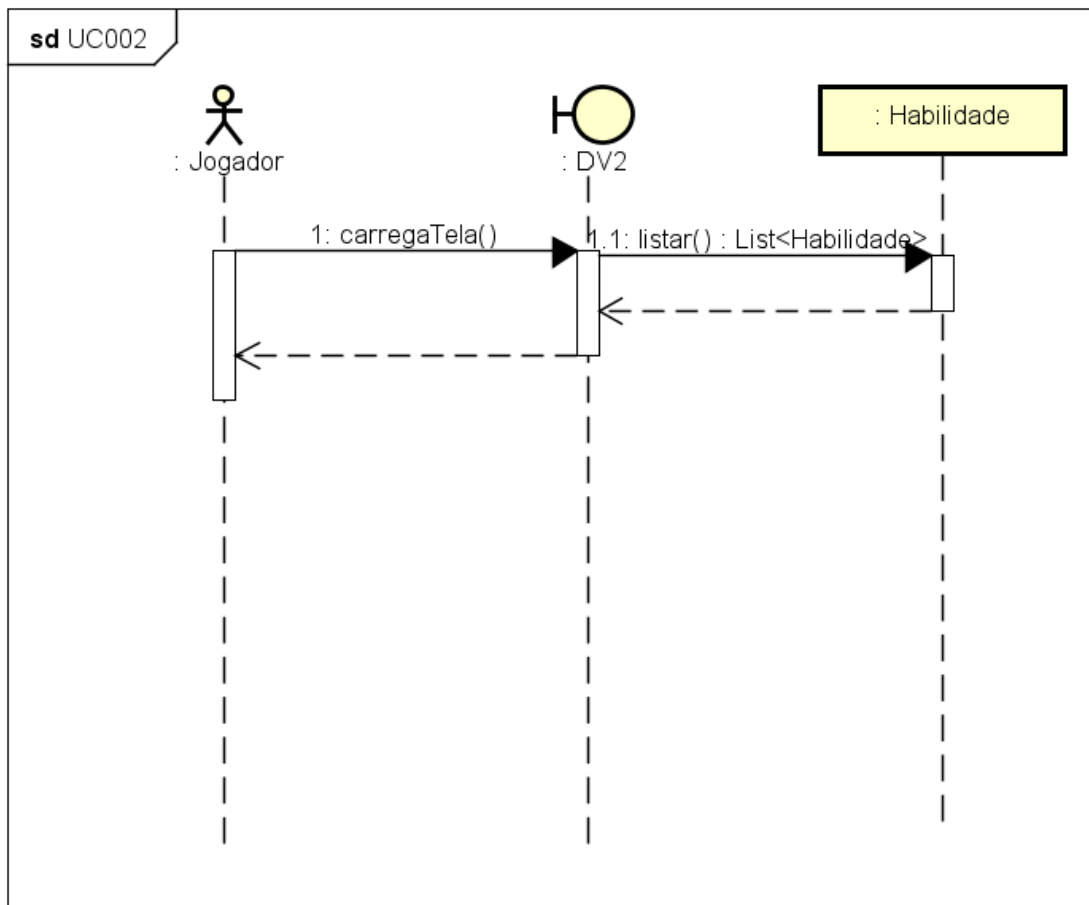 sd UC002
: Jogador
: DV2
: Habilidade
1: carregaTela()
1.1: listar() : List<Habilidade>